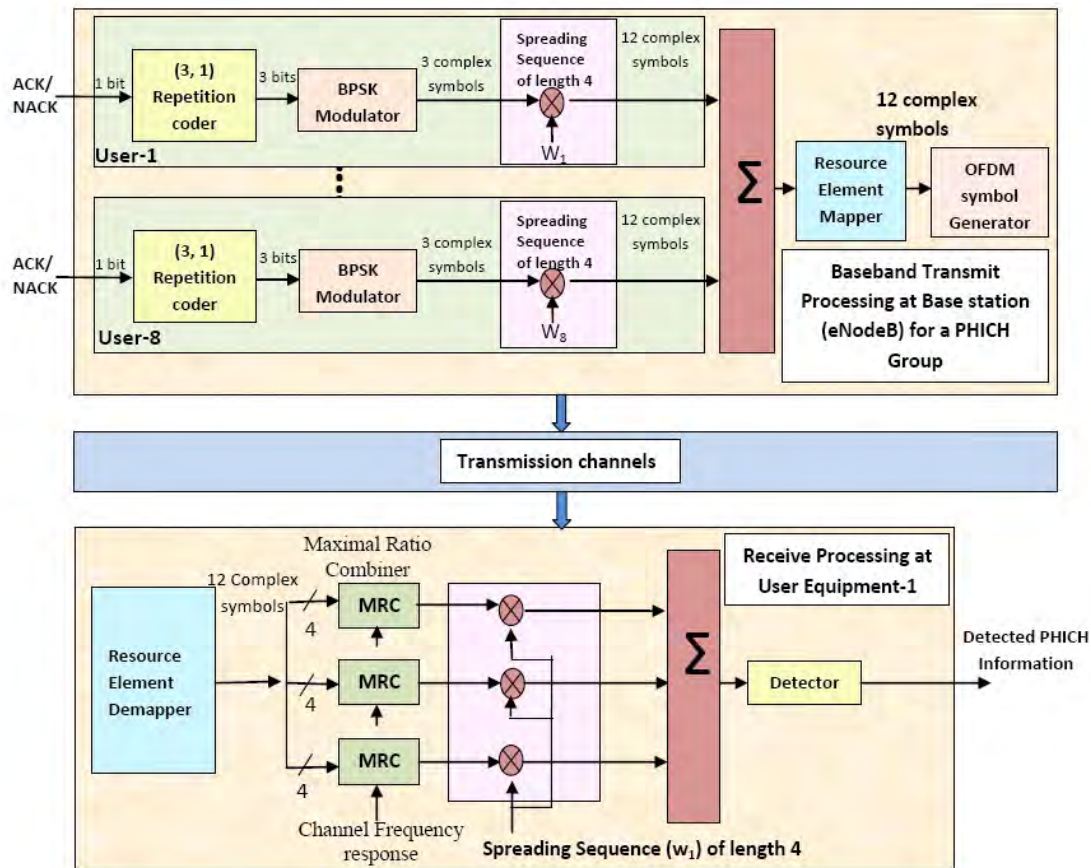 ACK/
NACK
1 bit
(3, 1)
Repetition
coder
3 bits
BPSK
Modulator
3 complex
symbols
Spreading
Sequence
of length 4
W1
12 complex
symbols
User-1
ACK/
NACK
1 bit
(3, 1)
Repetition
coder
3 bits
BPSK
Modulator
3 complex
symbols
Spreading
Sequence
of length 4
W8
12 complex
symbols
User-8
Σ
12 complex
symbols
Resource
Element
Mapper
OFDM
symbol
Generator
Baseband Transmit
Processing at Base station
(eNodeB) for a PHICH
Group
Transmission channels
Resource
Element
Demapper
12 Complex
symbols
Maximal Ratio
Combiner
4
MRC
4
MRC
4
MRC
Channel Frequency
response
Spreading Sequence (w1) of length 4
Σ
Receive Processing at
User Equipment-1
Detector
Detected PHICH
Information